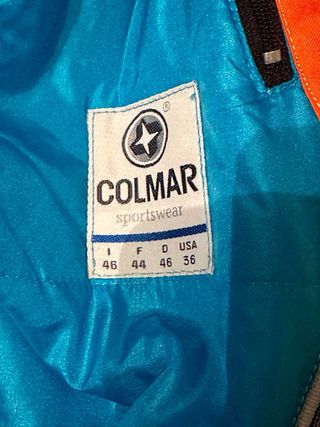 ®
COLMAR
sportswear
I F D USA
46 44 46 36